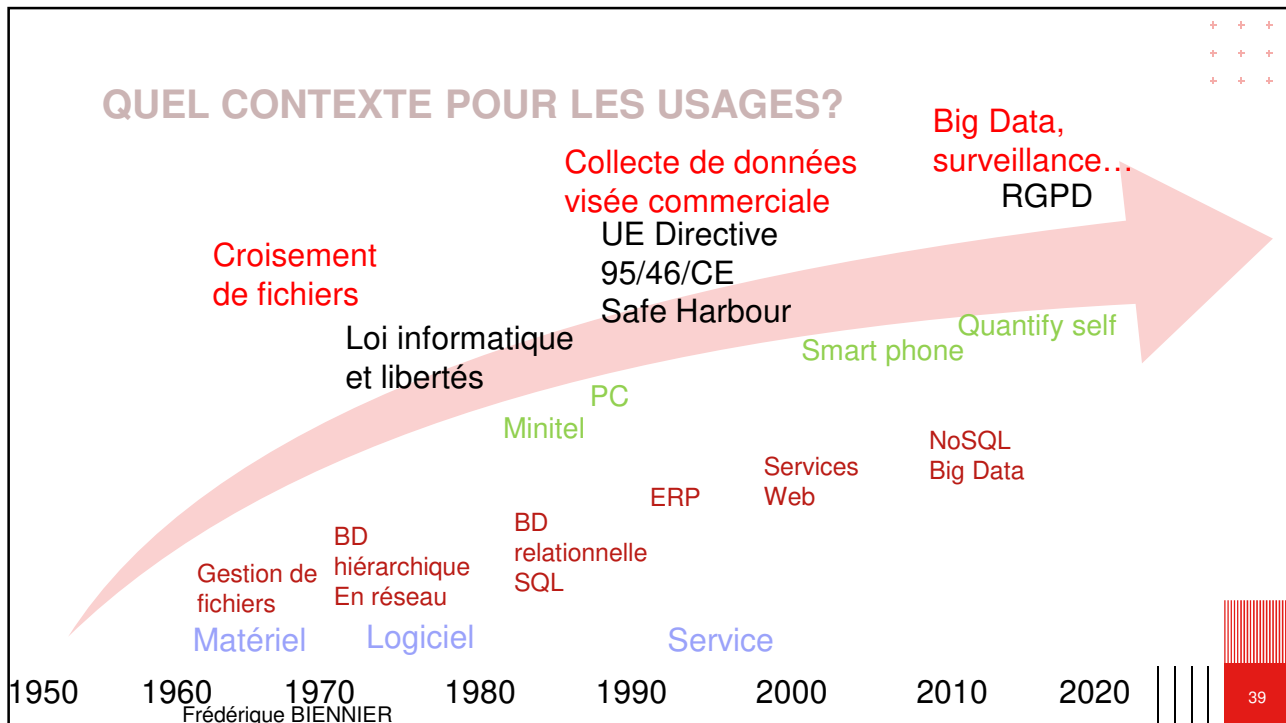 QUEL CONTEXTE POUR LES USAGES?
Big Data,
surveillance…
RGPD
Collecte de données
visée commerciale
UE Directive
95/46/CE
Safe Harbour
Croisement
de fichiers
Loi informatique
et libertés
Quantify self
Smart phone
PC
Minitel
NoSQL
Big Data
Services
Web
ERP
BD
relationnelle
SQL
BD
hiérarchique
En réseau
Gestion de
fichiers
Matériel
Logiciel
Service
1950
1960
1970
1980
1990
2000
2010
2020
Frédérique BIENNIER
39